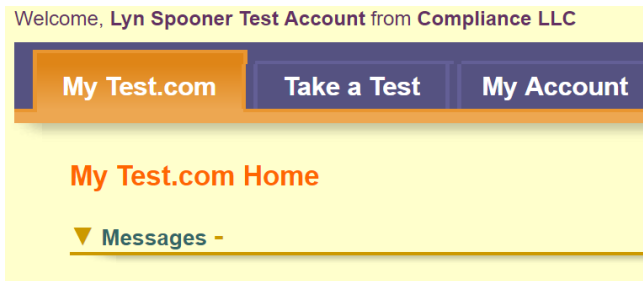 Welcome, Lyn Spooner Test Account from Compliance LLC
My Test.com Take a Test My Account
My Test.com Home
▼ Messages -